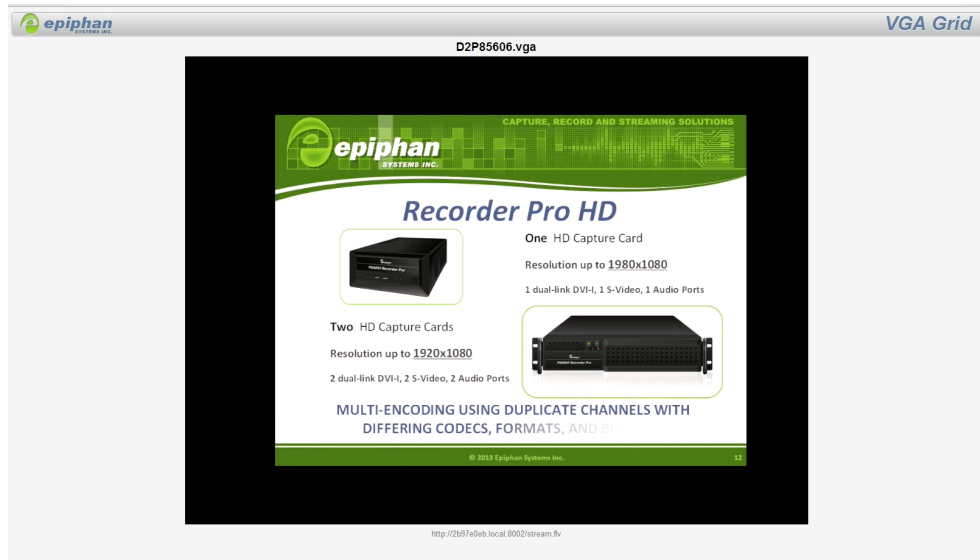 epiphan
SYSTEMS INC.
VGA Grid
D2P85606.vga
CAPTURE, RECORD AND STREAMING SOLUTIONS
epiphan
SYSTEMS INC.
Recorder Pro HD
One HD Capture Card
Resolution up to 1980x1080
1 dual-link DVI-I, 1 S-Video, 1 Audio Ports
Two HD Capture Cards
Resolution up to 1920x1080
2 dual-link DVI-I, 2 S-Video, 2 Audio Ports
MULTI-ENCODING USING DUPLICATE CHANNELS WITH
DIFFERING CODECS, FORMATS, AND
© 2013 Epiphan Systems Inc.
12
http://2b97e0eb.local:8002/stream.flv